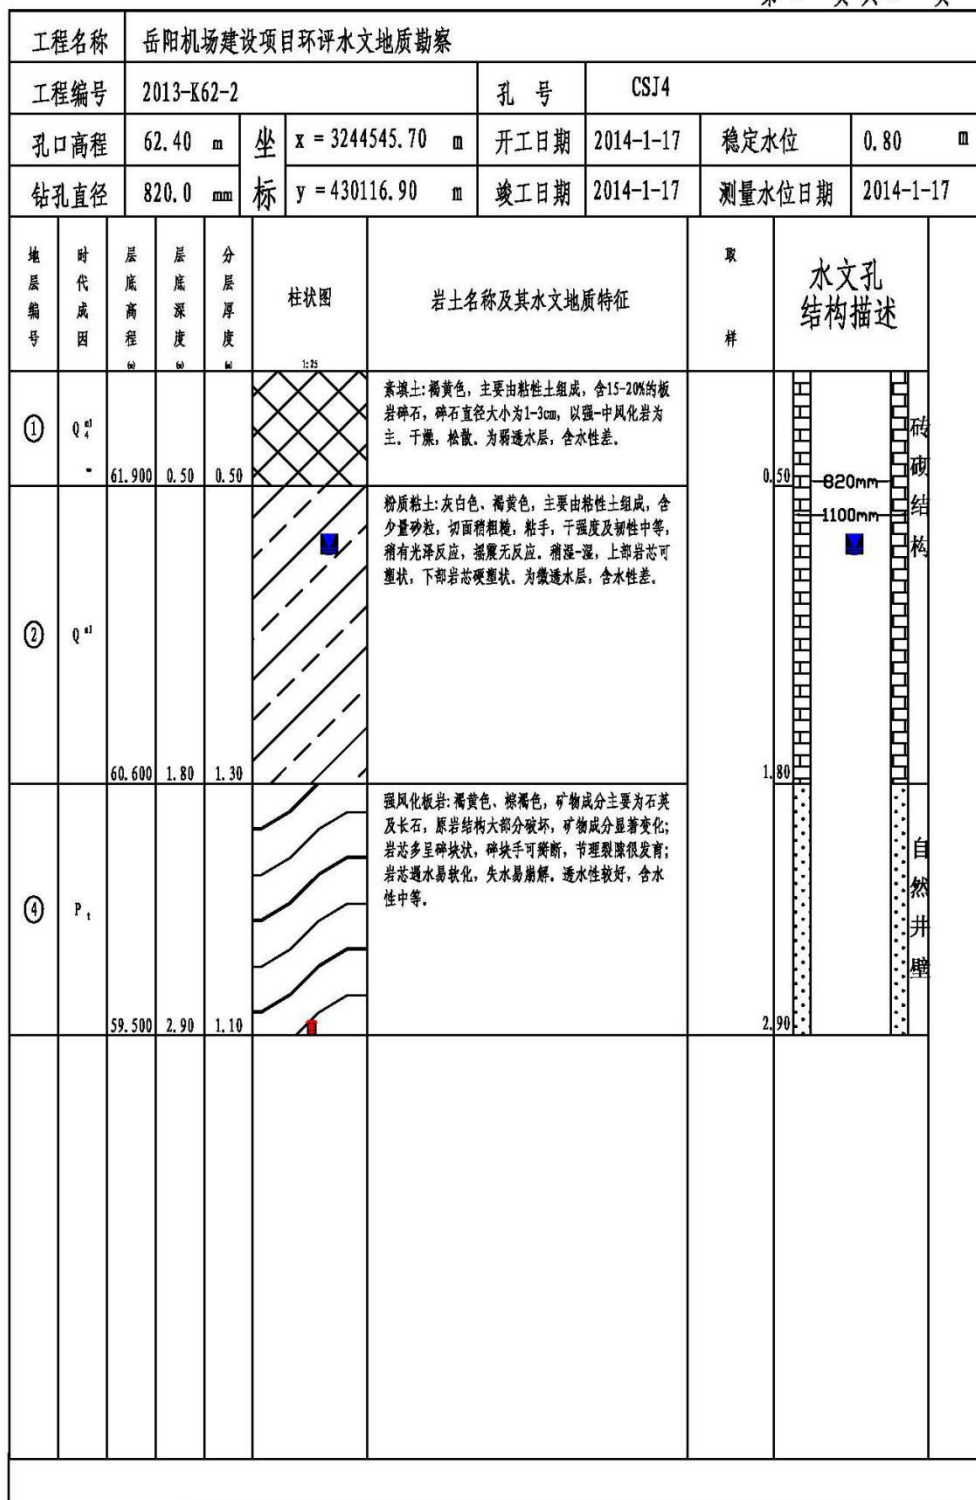 工程名称 岳阳机场建设项目环评水文地质勘察
工程编号 2013-K62-2 孔 号 CSJ4
孔口高程 62.40 m 坐标 x = 3244545.70 m 开工日期 2014-1-17 稳定水位 0.80 m
钻孔直径 820.0 mm y = 430116.90 m 竣工日期 2014-1-17 测量水位日期 2014-1-17
地层编号 时代成因 层底高程 层底深度 分层厚度 柱状图 岩土名称及其水文地质特征 取样 水文孔
结构描述
1:25
素填土:褐黄色,主要由粘性土组成,含15-20%的板
岩碎石,碎石直径大小为1-3cm,以强-中风化岩为
主。干燥,松散。为弱透水层,含水性差。
① Q 4 ml
61.900 0.50 0.50 0.50
820mm
1100mm
砖砌结构
粉质粘土:灰白色、褐黄色,主要由粘性土组成,含
少量砂粒,切面稍粗糙,粘手,干强度及韧性中等,
稍有光泽反应,摇震无反应。稍湿-湿,上部岩芯可
塑状,下部岩芯硬塑状。为微透水层,含水性差。
② Q al
60.600 1.80 1.30 1.80
强风化板岩:褐黄色、棕褐色,矿物成分主要为石英
及长石,原岩结构大部分破坏,矿物成分显著变化;
岩芯多呈碎块状,碎块手可掰断,节理裂隙很发育;
岩芯遇水易软化,失水易崩解。透水性较好,含水
性中等。
④ P t
自然井壁
59.500 2.90 1.10 2.90